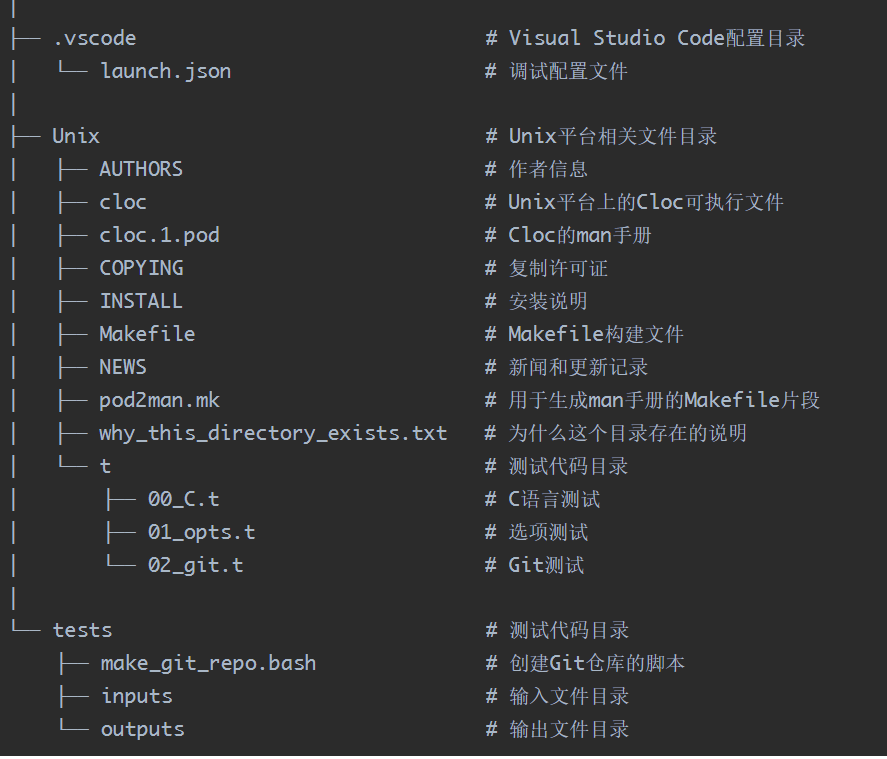 │
├── .vscode                               # Visual Studio Code配置目录
│   └── launch.json                       # 调试配置文件
│
├── Unix                                  # Unix平台相关文件目录
│   ├── AUTHORS                           # 作者信息
│   ├── cloc                              # Unix平台上的Cloc可执行文件
│   ├── cloc.1.pod                        # Cloc的man手册
│   ├── COPYING                           # 复制许可证
│   ├── INSTALL                           # 安装说明
│   ├── Makefile                          # Makefile构建文件
│   ├── NEWS                              # 新闻和更新记录
│   ├── pod2man.mk                        # 用于生成man手册的Makefile片段
│   ├── why_this_directory_exists.txt     # 为什么这个目录存在的说明
│   └── t                                 # 测试代码目录
│       ├── 00_C.t                        # C语言测试
│       ├── 01_opts.t                     # 选项测试
│       └── 02_git.t                      # Git测试
│
└── tests                                 # 测试代码目录
    ├── make_git_repo.bash                # 创建Git仓库的脚本
    ├── inputs                            # 输入文件目录
    └── outputs                           # 输出文件目录